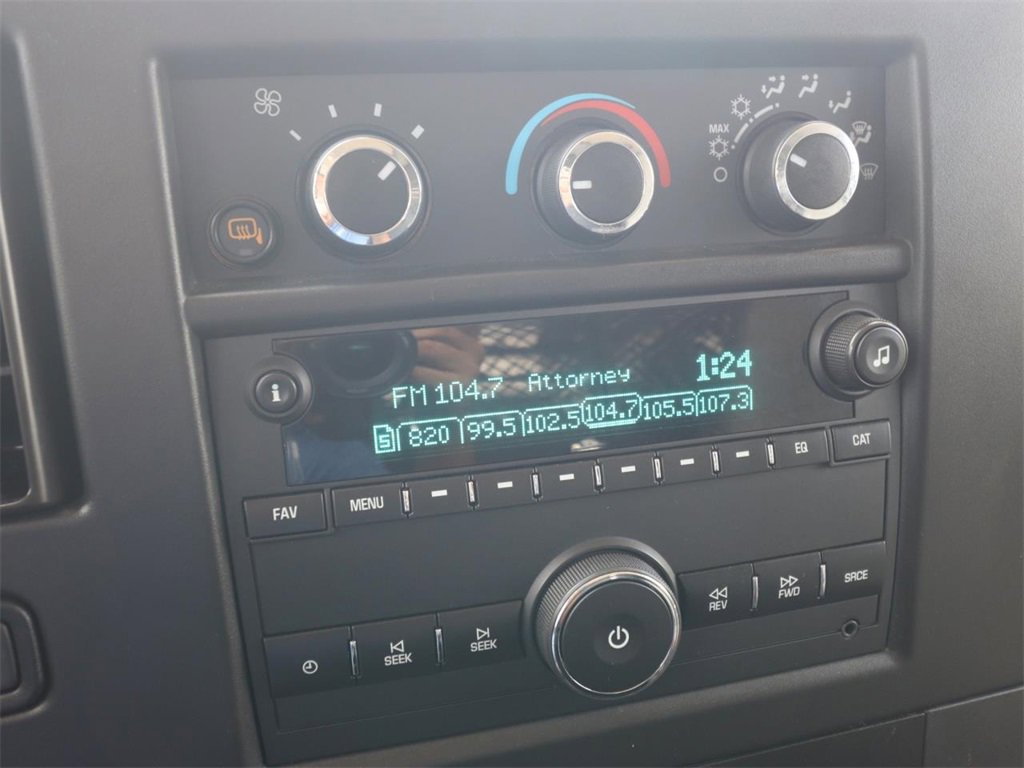 MAX
FM 104.7 Attorney 1:24
5 820 99.5 102.5 104.7 105.5 107.3
FAV MENU EQ CAT
SEEK SEEK REV FWD SRCE